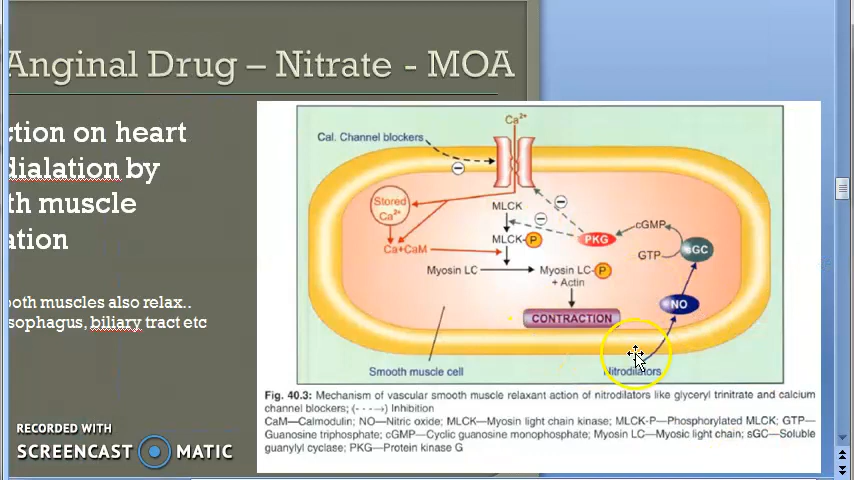 Anginal Drug – Nitrate - MOA
ction on heart
dialation by
th muscle
ation
ooth muscles also relax..
sophagus, biliary tract etc
Ca²⁺
Cal. Channel blockers
Stored
Ca²⁺
MLCK
MLCK-P
PKG
cGMP
GTP
sGC
Ca+CaM
Myosin LC
Myosin LC-P
+ Actin
NO
CONTRACTION
Smooth muscle cell
Nitrodilators
Fig. 40.3: Mechanism of vascular smooth muscle relaxant action of nitrodilators like glyceryl trinitrate and calcium
channel blockers; (- - -→) Inhibition
CaM—Calmodulin; NO—Nitric oxide; MLCK—Myosin light chain kinase; MLCK-P—Phosphorylated MLCK; GTP—
Guanosine triphosphate; cGMP—Cyclic guanosine monophosphate; Myosin LC—Myosic light chain; sGC—Soluble
guanylyl cyclase; PKG—Protein kinase G
RECORDED WITH
SCREENCAST MATIC